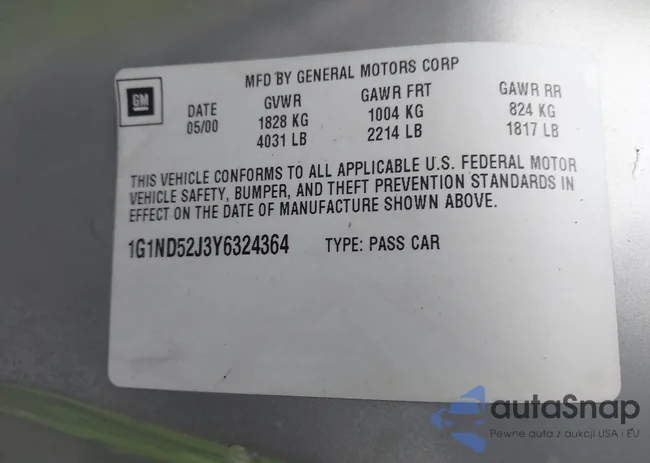 MFD BY GENERAL MOTORS CORP
GM
DATE GVWR GAWR FRT GAWR RR
05/00 1828 KG 1004 KG 824 KG
4031 LB 2214 LB 1817 LB
THIS VEHICLE CONFORMS TO ALL APPLICABLE U.S. FEDERAL MOTOR
VEHICLE SAFETY, BUMPER, AND THEFT PREVENTION STANDARDS IN
EFFECT ON THE DATE OF MANUFACTURE SHOWN ABOVE.
1G1ND52J3Y6324364 TYPE: PASS CAR
autaSnap
Pewne auta z aukcji USA i EU